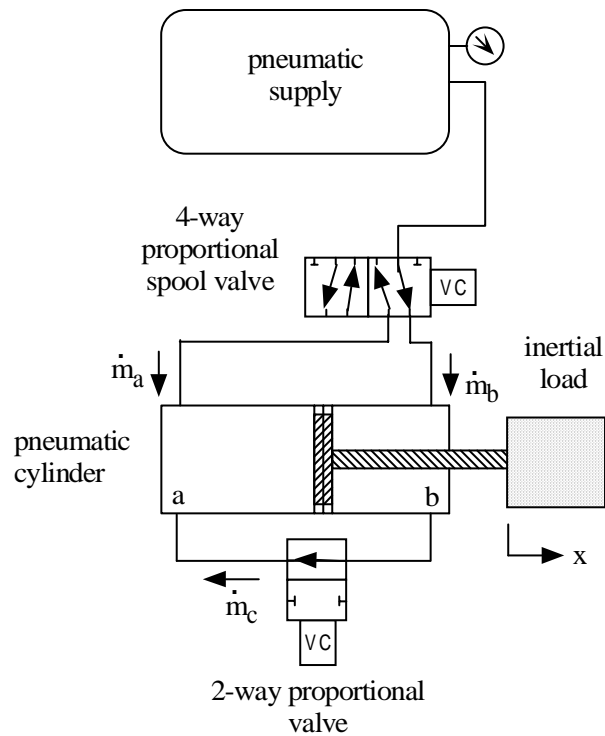 pneumatic
supply
4-way
proportional
spool valve
VC
ṁa
ṁb
inertial
load
pneumatic
cylinder
a
b
x
ṁc
VC
2-way proportional
valve